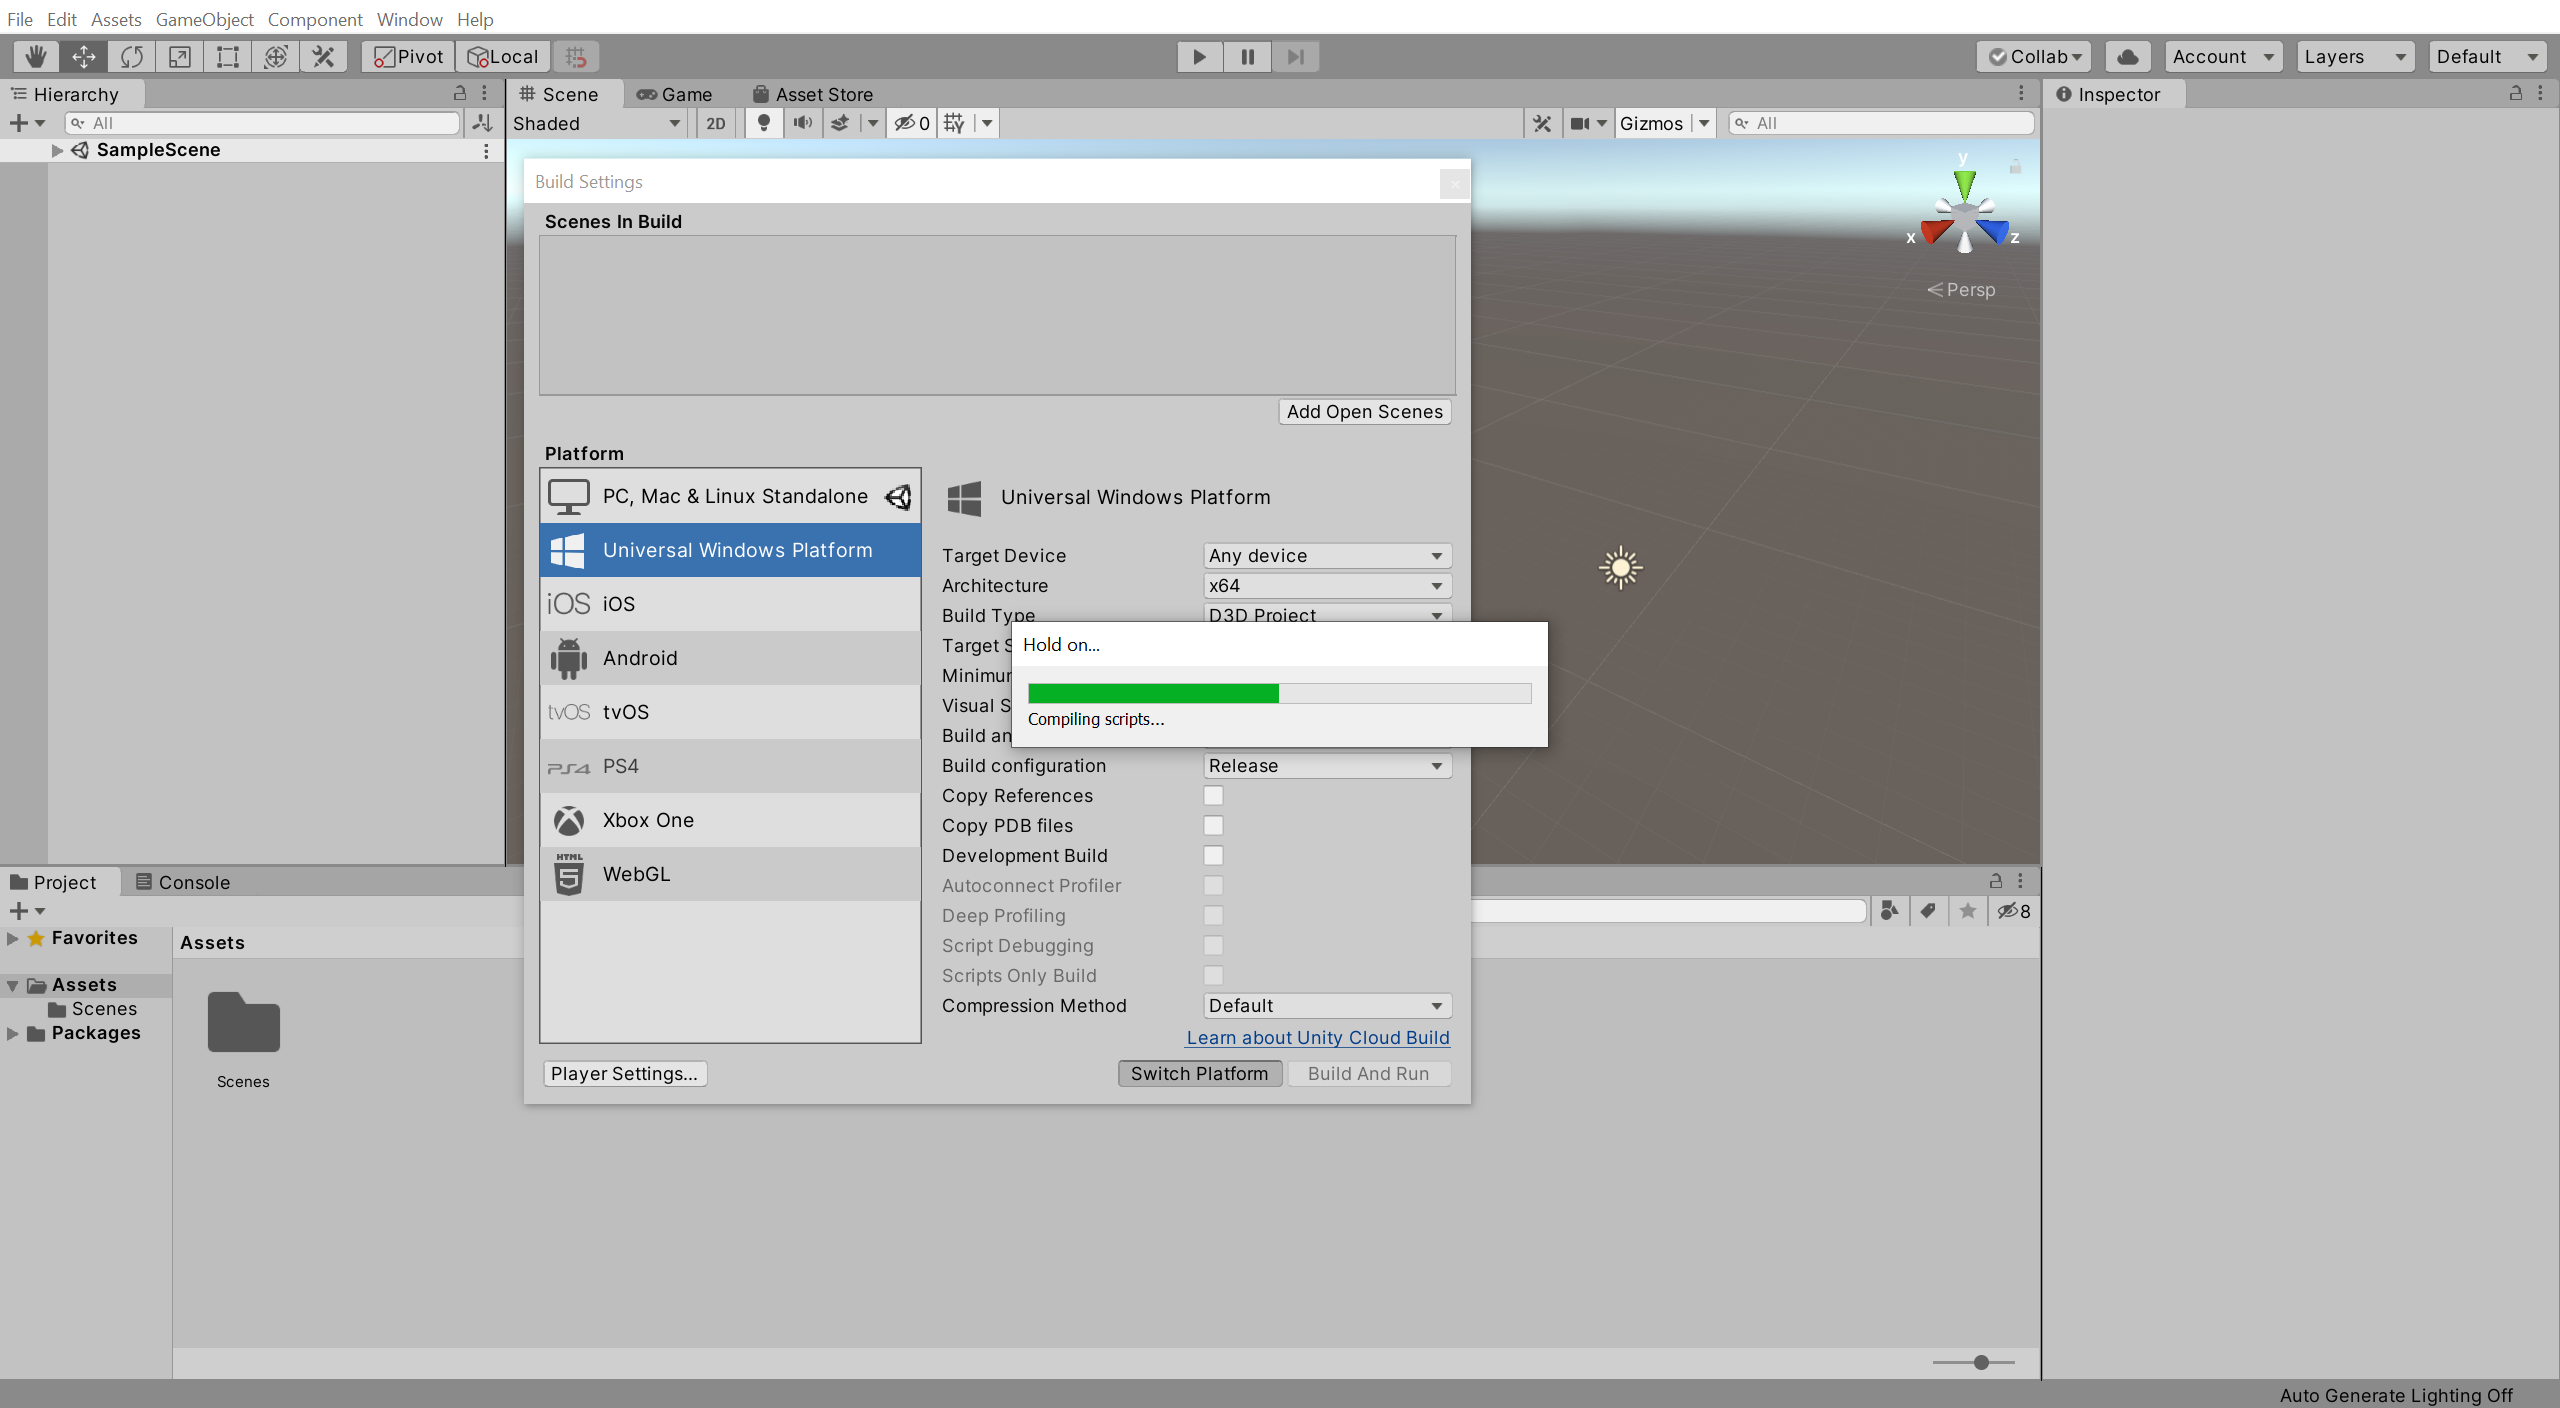 File Edit Assets GameObject Component Window Help
Pivot Local Collab Account Layers Default
Hierarchy
All
SampleScene
Scene Game Asset Store
Shaded 2D 0 Gizmos All
y
x z
Persp
Inspector
Build Settings
Scenes In Build
Add Open Scenes
Platform
PC, Mac & Linux Standalone
Universal Windows Platform
iOS iOS
Android
tvOS tvOS
PS4 PS4
Xbox One
HTML
5 WebGL
Universal Windows Platform
Target Device Any device
Architecture x64
Build Type D3D Project
Target S
Minimur
Visual S
Build an
Hold on...
Compiling scripts...
Build configuration Release
Copy References
Copy PDB files
Development Build
Autoconnect Profiler
Deep Profiling
Script Debugging
Scripts Only Build
Compression Method Default
Learn about Unity Cloud Build
Player Settings... Switch Platform Build And Run
Project Console
8
Favorites
Assets
Scenes
Packages
Assets
Scenes
Auto Generate Lighting Off